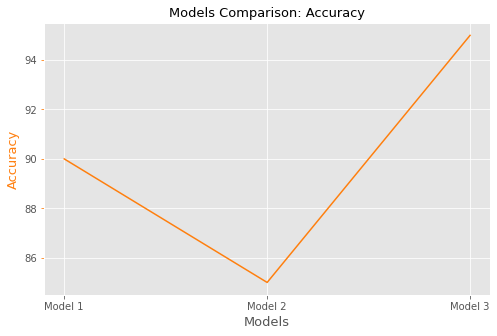 Models Comparison: Accuracy
94
92
90
88
86
Accuracy
Model 1
Model 2
Model 3
Models